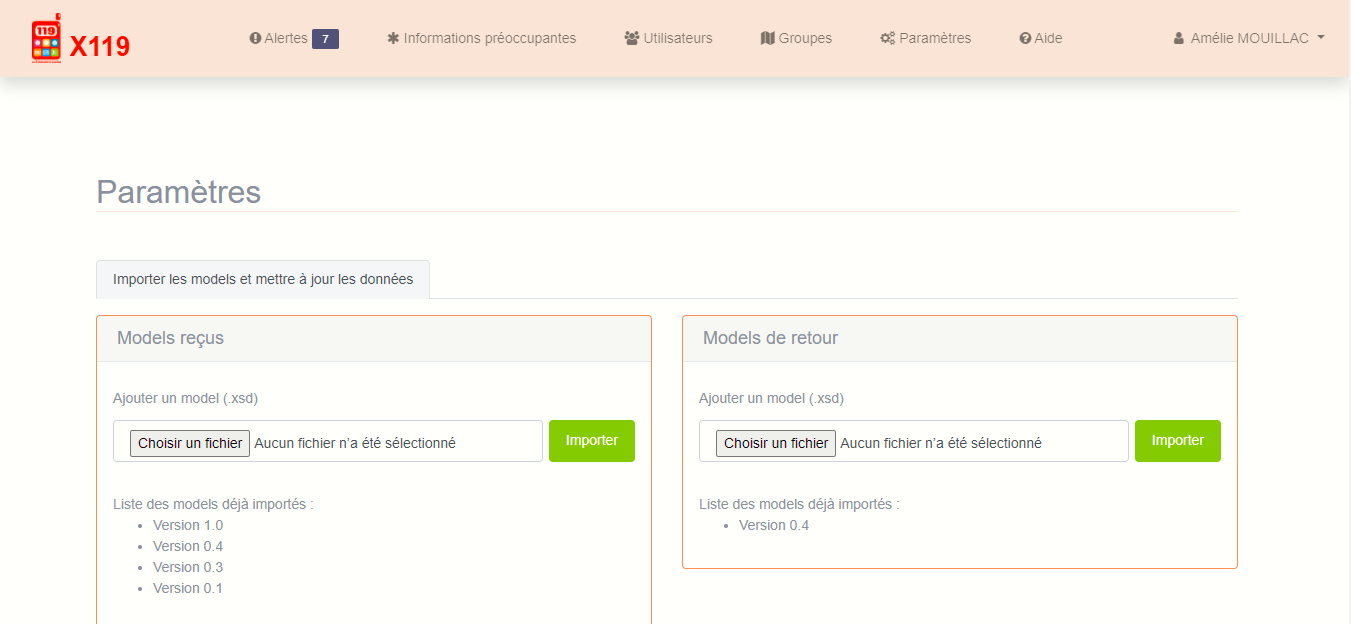 119
X119
Alertes 7
Informations préoccupantes
Utilisateurs
Groupes
Paramètres
Aide
Amélie MOUILLAC
Paramètres
Importer les models et mettre à jour les données
Models reçus
Ajouter un model (.xsd)
Choisir un fichier Aucun fichier n'a été sélectionné
Importer
Liste des models déjà importés :
Version 1.0
Version 0.4
Version 0.3
Version 0.1
Models de retour
Ajouter un model (.xsd)
Choisir un fichier Aucun fichier n'a été sélectionné
Importer
Liste des models déjà importés :
Version 0.4